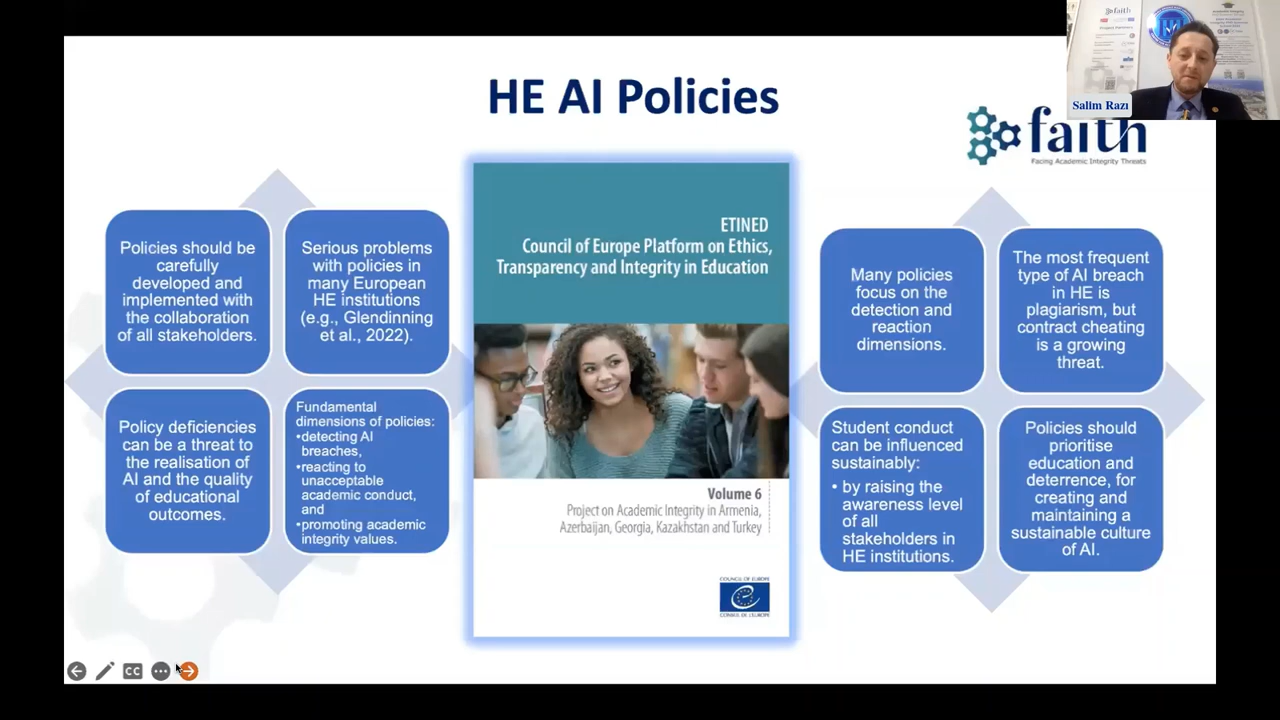 HE AI Policies
Salim Razı
faith
Facing Academic Integrity Threats
Policies should be
carefully
developed and
implemented with
the collaboration
of all stakeholders.
Serious problems
with policies in
many European
HE institutions
(e.g., Glendinning
et al., 2022).
Policy deficiencies
can be a threat to
the realisation of
AI and the quality
of educational
outcomes.
Fundamental
dimensions of policies:
•detecting AI
breaches,
•reacting to
unacceptable
academic conduct,
and
•promoting academic
integrity values.
ETINED
Council of Europe Platform on Ethics,
Transparency and Integrity in Education
Volume 6
Project on Academic Integrity in Armenia,
Azerbaijan, Georgia, Kazakhstan and Turkey
COUNCIL OF EUROPE
CONSEIL DE L'EUROPE
Many policies
focus on the
detection and
reaction
dimensions.
The most frequent
type of AI breach
in HE is
plagiarism, but
contract cheating
is a growing
threat.
Student conduct
can be influenced
sustainably:
• by raising the
awareness level
of all
stakeholders in
HE institutions.
Policies should
prioritise
education and
deterrence, for
creating and
maintaining a
sustainable culture
of AI.
CC
faith